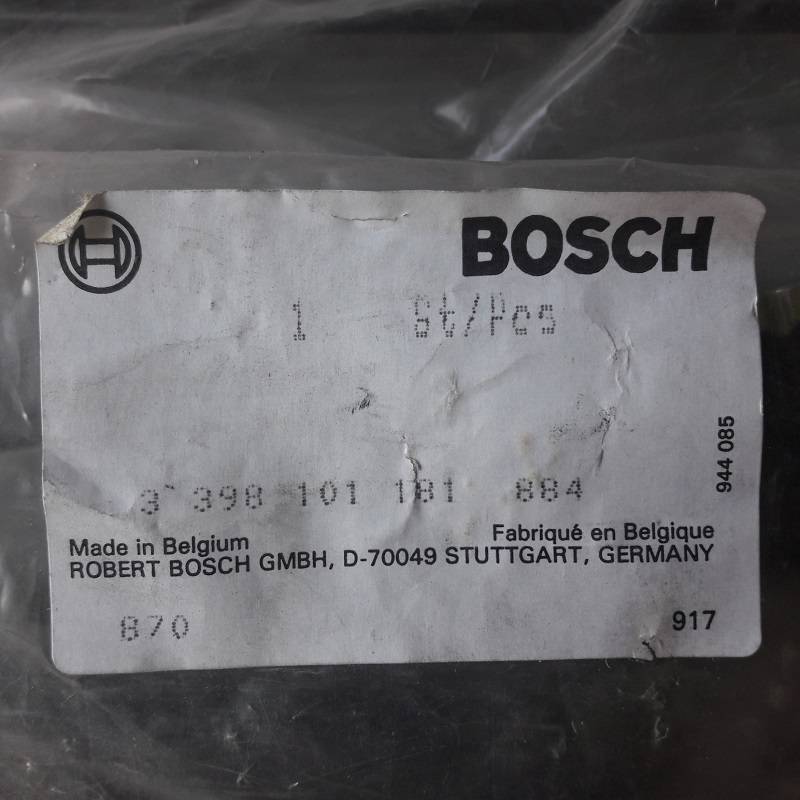 BOSCH
1 St/Pcs
944 085
3 398 101 181 884
Made in Belgium Fabriqué en Belgique
ROBERT BOSCH GMBH, D-70049 STUTTGART, GERMANY
870 917